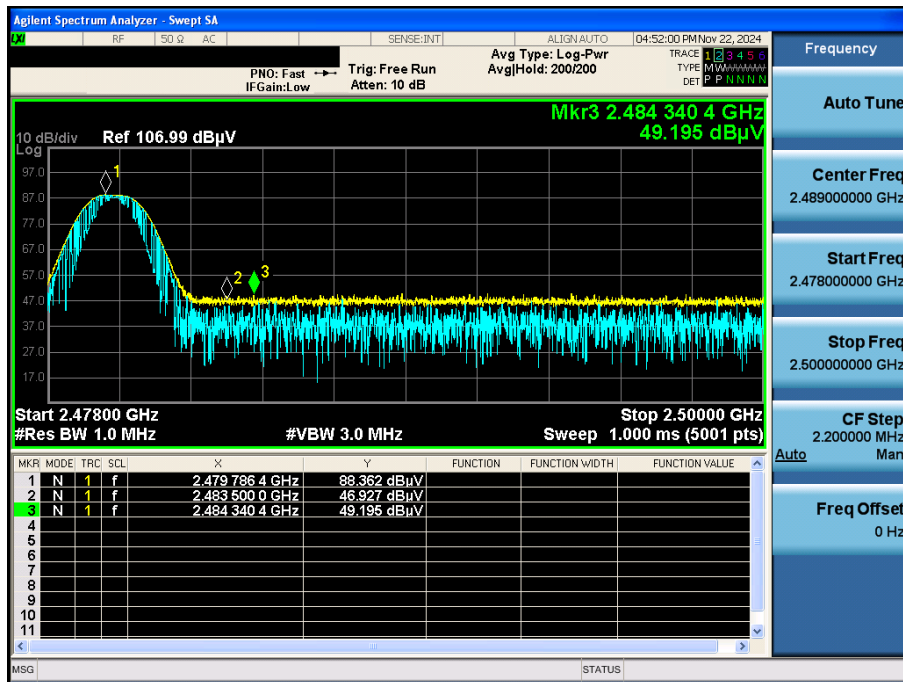 Agilent Spectrum Analyzer - Swept SA
LXI RF 50 Ω AC SENSE:INT ALIGN AUTO 04:52:00 PM Nov 22, 2024
PNO: Fast Trig: Free Run Avg Type: Log-Pwr TRACE 1 2 3 4 5 6
IFGain:Low Atten: 10 dB Avg|Hold: 200/200 TYPE M W W W W W
DET P P N N N N
Mkr3 2.484 340 4 GHz
49.195 dBµV
10 dB/div Ref 106.99 dBµV
Log
97.0
87.0
77.0
67.0
57.0
47.0
37.0
27.0
17.0
1
2
3
Start 2.47800 GHz Stop 2.50000 GHz
#Res BW 1.0 MHz #VBW 3.0 MHz Sweep 1.000 ms (5001 pts)
MKR MODE TRC SCL X Y FUNCTION FUNCTION WIDTH FUNCTION VALUE
1 N 1 f 2.479 786 4 GHz 88.362 dBµV
2 N 1 f 2.483 500 0 GHz 46.927 dBµV
3 N 1 f 2.484 340 4 GHz 49.195 dBµV
4
5
6
7
8
9
10
11
MSG STATUS
Frequency
Auto Tune
Center Freq
2.489000000 GHz
Start Freq
2.478000000 GHz
Stop Freq
2.500000000 GHz
CF Step
2.200000 MHz
Auto Man
Freq Offset
0 Hz